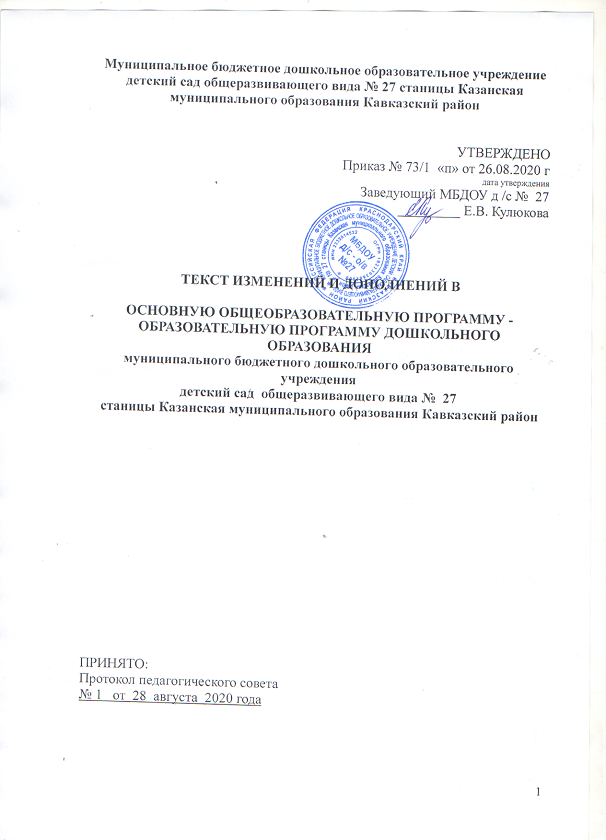 Муниципальное бюджетное дошкольное образовательное учреждение
детский сад общеразвивающего вида № 27 станицы Казанская
муниципального образования Кавказский район
УТВЕРЖДЕНО
Приказ № 73/1 «п» от 26.08.2020 г
дата утверждения
Заведующий МБДОУ д /с № 27
________ Е.В. Кулюкова
МБДОУ
д/с - о/в
№27
ТЕКСТ ИЗМЕНЕНИЙ И ДОПОЛНЕНИЙ В
ОСНОВНУЮ ОБЩЕОБРАЗОВАТЕЛЬНУЮ ПРОГРАММУ -
ОБРАЗОВАТЕЛЬНУЮ ПРОГРАММУ ДОШКОЛЬНОГО
ОБРАЗОВАНИЯ
муниципального бюджетного дошкольного образовательного
учреждения
детский сад общеразвивающего вида № 27
станицы Казанская муниципального образования Кавказский район
ПРИНЯТО:
Протокол педагогического совета
№ 1 от 28 августа 2020 года
1